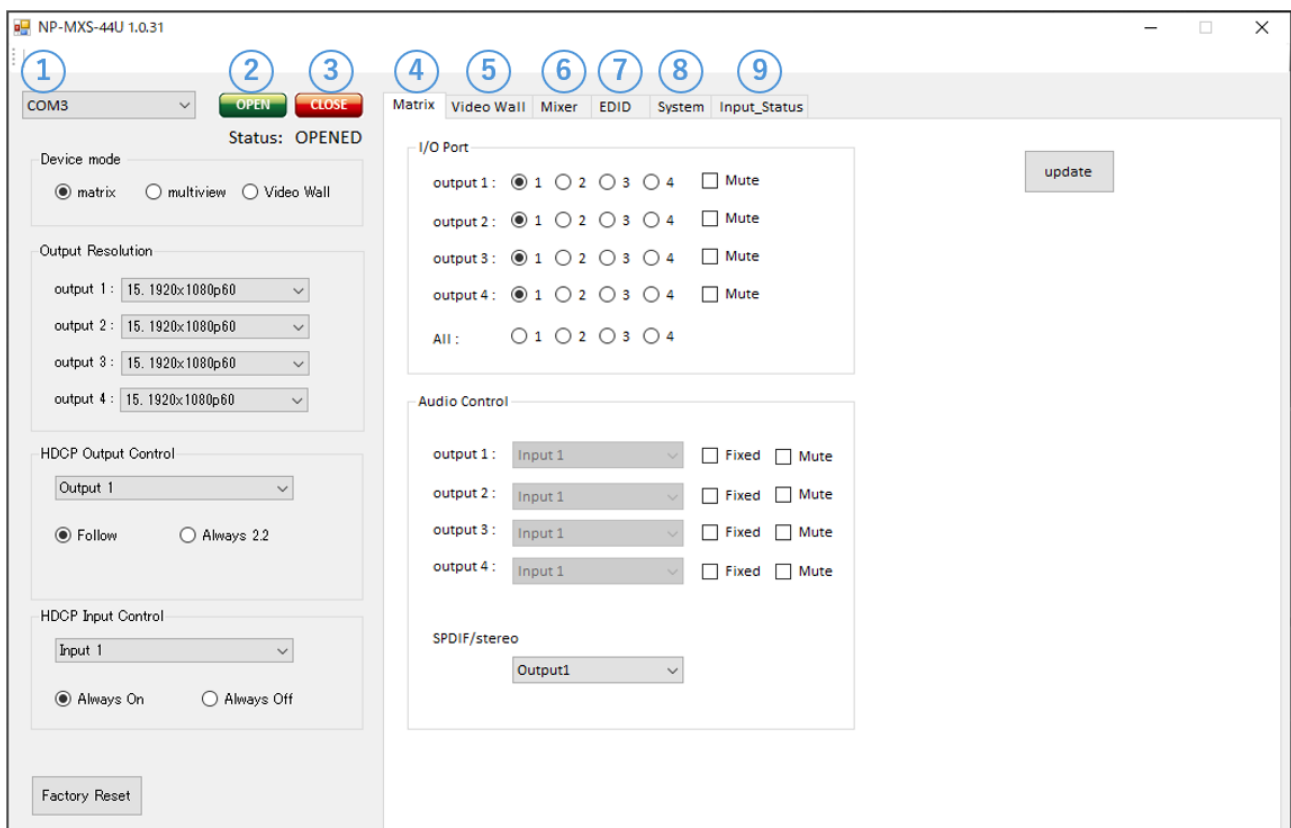 NP-MXS-44U 1.0.31
① ② ③ ④ ⑤ ⑥ ⑦ ⑧ ⑨
COM3 OPEN CLOSE
Status: OPENED
Device mode
matrix multiview Video Wall
Output Resolution
output 1 : 15. 1920x1080p60
output 2 : 15. 1920x1080p60
output 3 : 15. 1920x1080p60
output 4 : 15. 1920x1080p60
HDCP Output Control
Output 1
Follow Always 2.2
HDCP Input Control
Input 1
Always On Always Off
Factory Reset
Matrix Video Wall Mixer EDID System Input_Status
I/O Port
output 1 : 1 2 3 4 Mute
output 2 : 1 2 3 4 Mute
output 3 : 1 2 3 4 Mute
output 4 : 1 2 3 4 Mute
All : 1 2 3 4
Audio Control
output 1 : Input 1 Fixed Mute
output 2 : Input 1 Fixed Mute
output 3 : Input 1 Fixed Mute
output 4 : Input 1 Fixed Mute
SPDIF/stereo
Output1
update